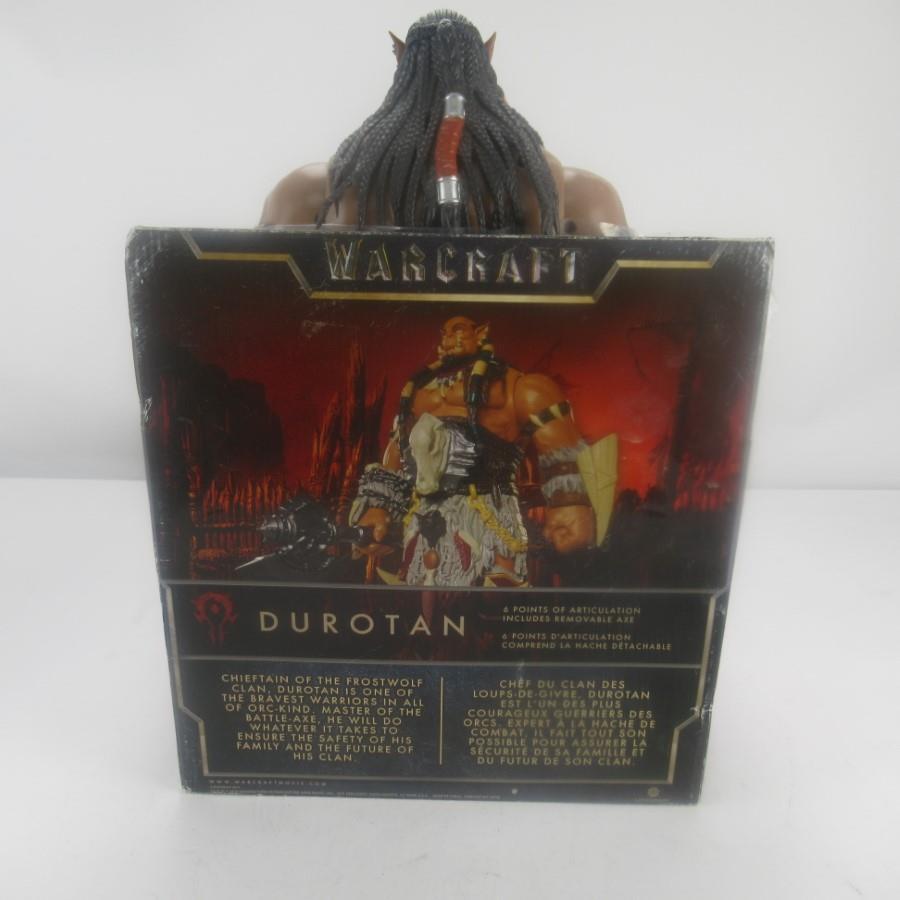 WARCRAFT
DUROTAN
6 POINTS OF ARTICULATION
INCLUDES REMOVABLE AXE
6 POINTS D'ARTICULATION
COMPREND LA HACHE DÉTACHABLE
CHIEFTAIN OF THE FROSTWOLF
CLAN, DUROTAN IS ONE OF
THE BRAVEST WARRIORS IN ALL
OF ORC-KIND. MASTER OF THE
BATTLE-AXE, HE WILL DO
WHATEVER IT TAKES TO
ENSURE THE SAFETY OF HIS
FAMILY AND THE FUTURE OF
HIS CLAN.
CHEF DU CLAN DES
LOUPS-DE-GIVRE, DUROTAN
EST L'UN DES PLUS
COURAGEUX GUERRIERS DES
ORCS. EXPERT À LA HACHE DE
COMBAT, IL FAIT TOUT SON
POSSIBLE POUR ASSURER LA
SÉCURITÉ DE SA FAMILLE ET
DU FUTUR DE SON CLAN.
WWW.WARCRAFTMOVIE.COM